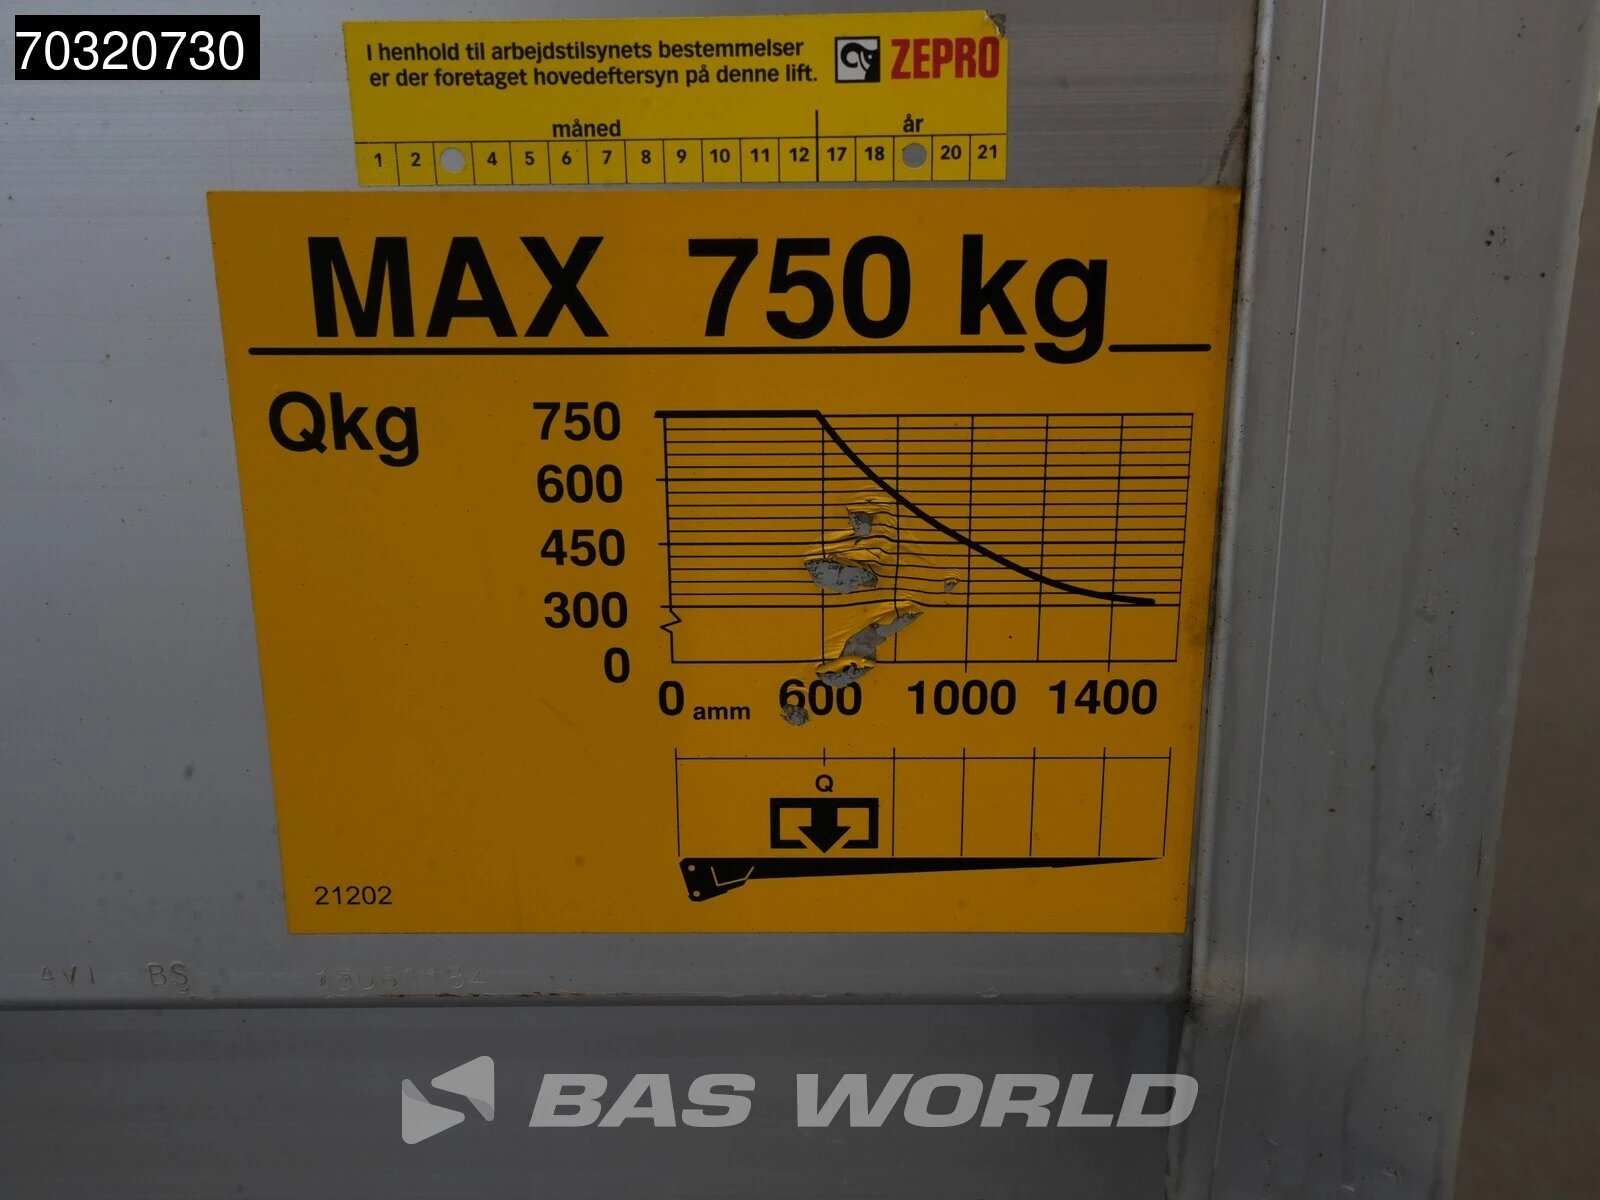 70320730
I henhold til arbejdstilsynets bestemmelser
er der foretaget hovedeftersyn på denne lift.
ZEPRO
måned år
1 2 4 5 6 7 8 9 10 11 12 17 18 20 21
MAX 750 kg
Qkg
750
600
450
300
0
0 amm 600 1000 1400
Q
21202
AVI BS
BAS WORLD